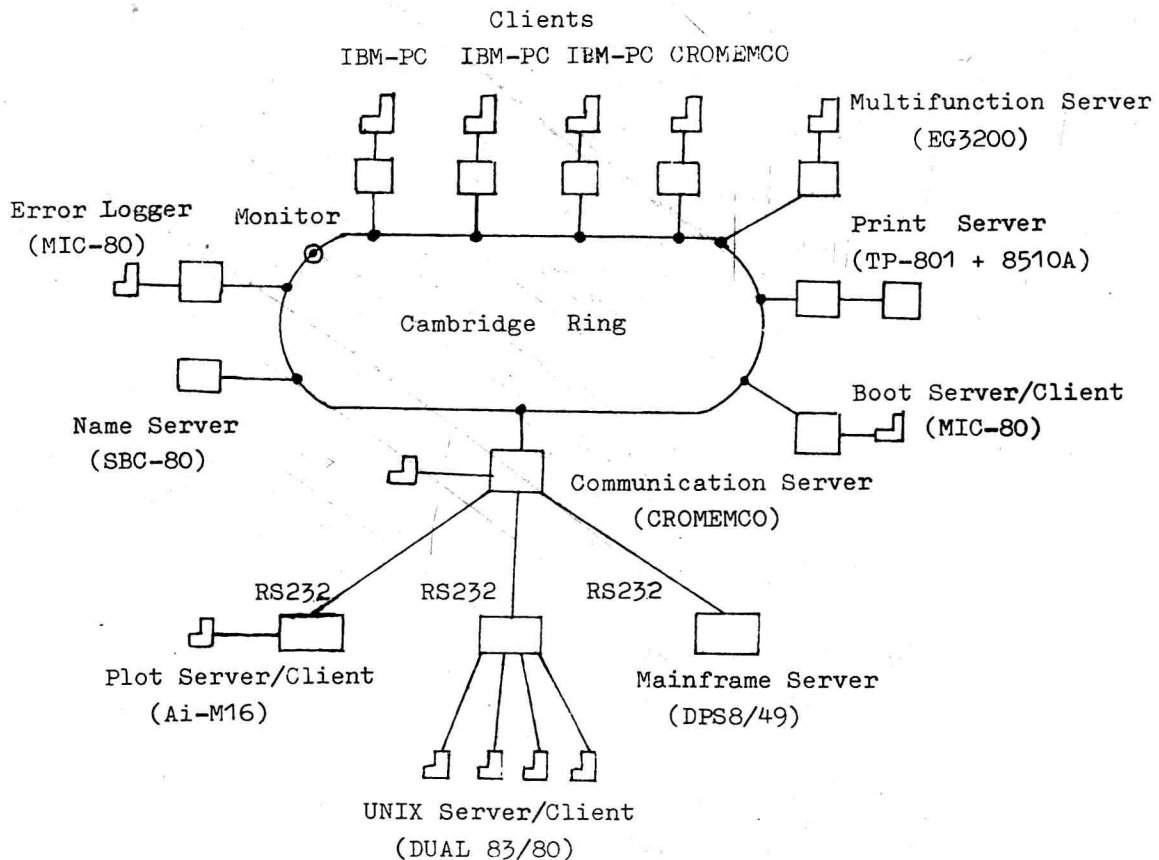 Clients
IBM-PC IBM-PC IBM-PC CROMEMCO
Multifunction Server
(EG3200)
Error Logger
(MIC-80)
Monitor
Print Server
(TP-801 + 8510A)
Cambridge Ring
Name Server
(SBC-80)
Boot Server/Client
(MIC-80)
Communication Server
(CROMEMCO)
RS232 RS232 RS232
Plot Server/Client
(Ai-M16)
Mainframe Server
(DPS8/49)
UNIX Server/Client
(DUAL 83/80)